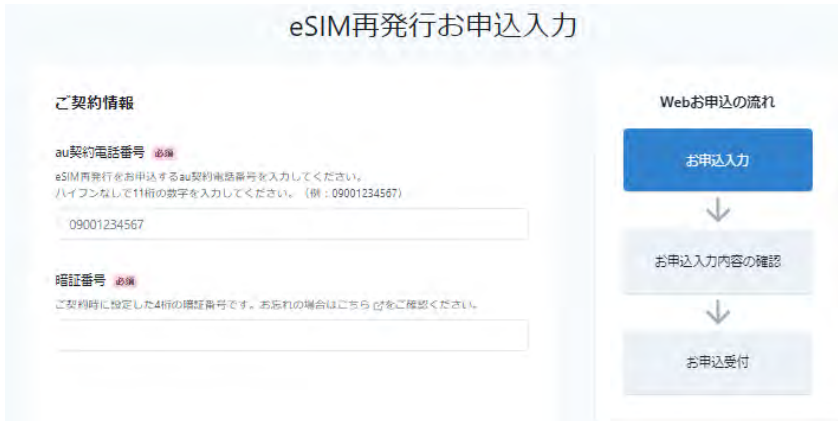 eSIM再発行お申込入力
ご契約情報
au契約電話番号 必須
eSIM再発行をお申込するau契約電話番号を入力してください。
ハイフンなしで11桁の数字を入力してください。（例：09001234567）
09001234567
暗証番号 必須
ご契約時に設定した4桁の暗証番号です。お忘れの場合はこちらをご確認ください。
Webお申込の流れ
お申込入力
お申込入力内容の確認
お申込受付